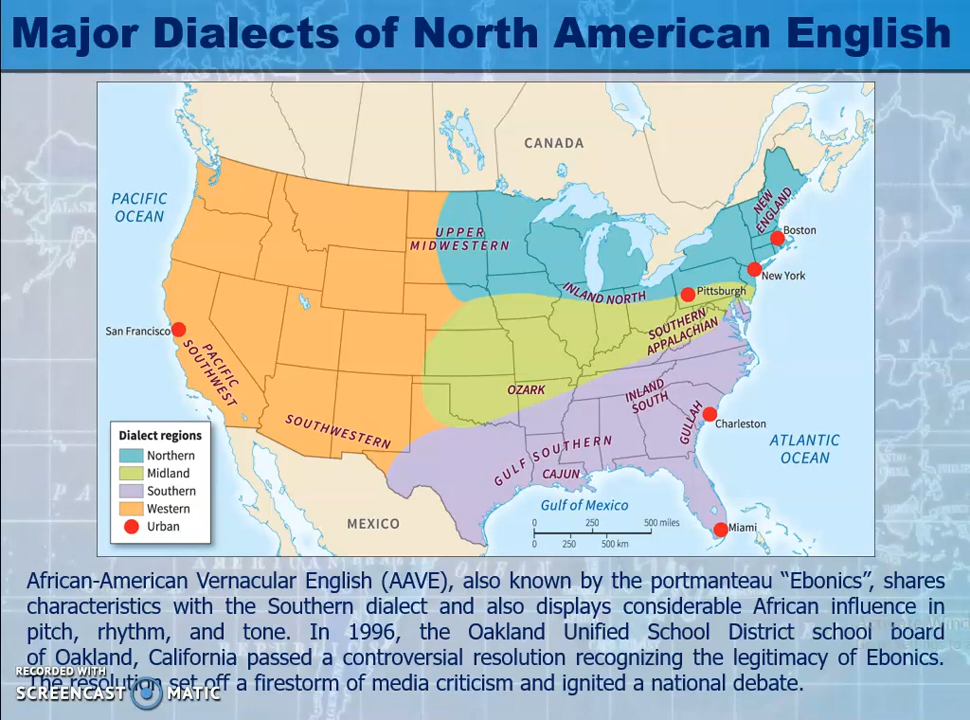 Major Dialects of North American English
CANADA
PACIFIC
OCEAN
NEW
ENGLAND
UPPER
MIDWESTERN
Boston
New York
INLAND NORTH
Pittsburgh
SOUTHERN
APPALACHIAN
San Francisco
PACIFIC
SOUTHWEST
OZARK
INLAND
SOUTH
GULLAH
Charleston
SOUTHWESTERN
GULF SOUTHERN
CAJUN
ATLANTIC
OCEAN
Dialect regions
Northern
Midland
Southern
Western
Urban
MEXICO
Gulf of Mexico
0 250 500 miles
0 250 500 km
Miami
African-American Vernacular English (AAVE), also known by the portmanteau “Ebonics”, shares
characteristics with the Southern dialect and also displays considerable African influence in
pitch, rhythm, and tone. In 1996, the Oakland Unified School District school board
of Oakland, California passed a controversial resolution recognizing the legitimacy of Ebonics.
The resolution set off a firestorm of media criticism and ignited a national debate.
RECORDED WITH
SCREENCAST MATIC